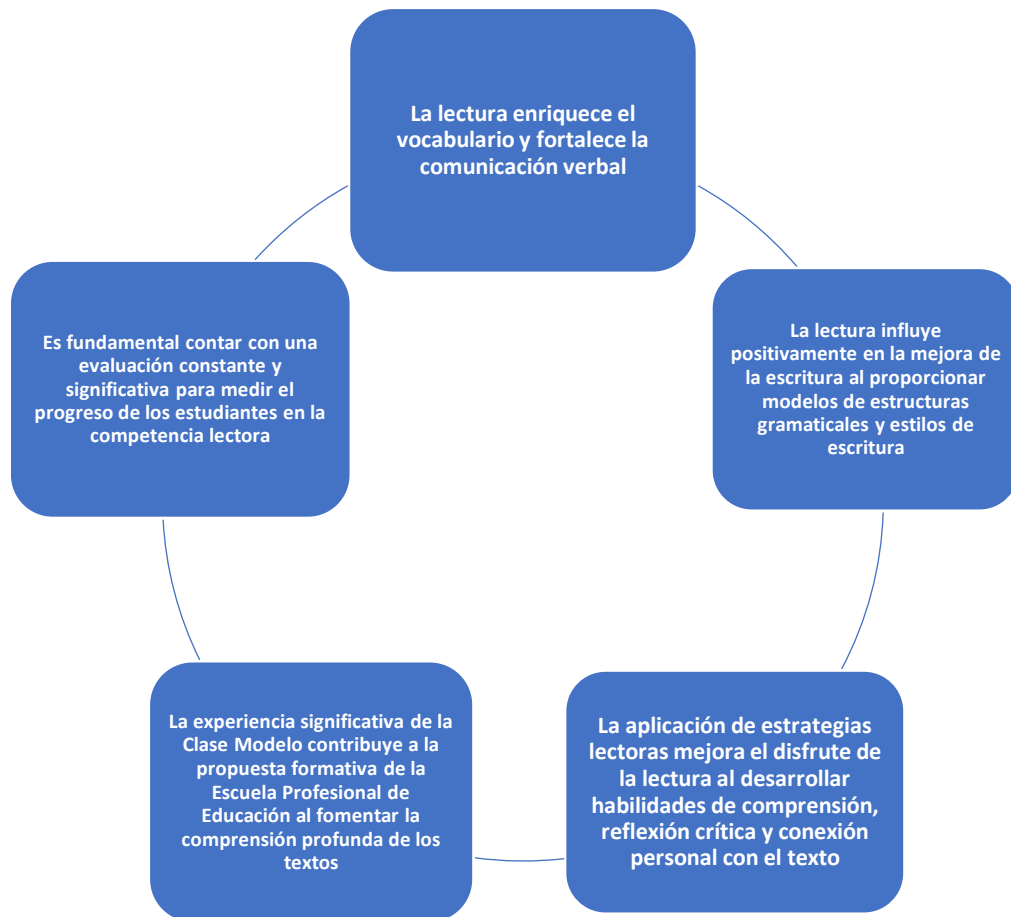 La lectura enriquece el
vocabulario y fortalece la
comunicación verbal
La lectura influye
positivamente en la mejora de
la escritura al proporcionar
modelos de estructuras
gramaticales y estilos de
escritura
La aplicación de estrategias
lectoras mejora el disfrute de
la lectura al desarrollar
habilidades de comprensión,
reflexión crítica y conexión
personal con el texto
La experiencia significativa de la
Clase Modelo contribuye a la
propuesta formativa de la
Escuela Profesional de
Educación al fomentar la
comprensión profunda de los
textos
Es fundamental contar con una
evaluación constante y
significativa para medir el
progreso de los estudiantes en la
competencia lectora